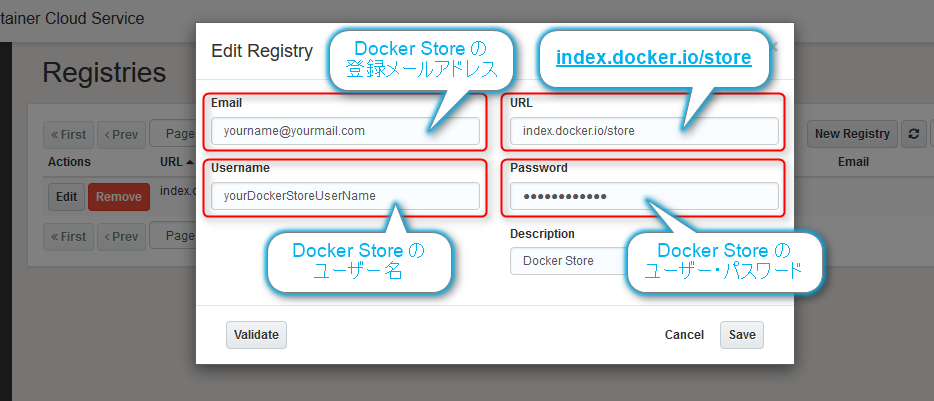 tainer Cloud Service
Registries
« First
‹ Prev
Page
New Registry
Actions
URL
Email
Edit
Remove
index.d
« First
‹ Prev
Page
Edit Registry
×
Docker Store の
登録メールアドレス
index.docker.io/store
Email
yourname@yourmail.com
URL
index.docker.io/store
Username
yourDockerStoreUserName
Password
●●●●●●●●●●●●
Docker Store の
ユーザー名
Description
Docker Store
Docker Store の
ユーザー・パスワード
Validate
Cancel
Save